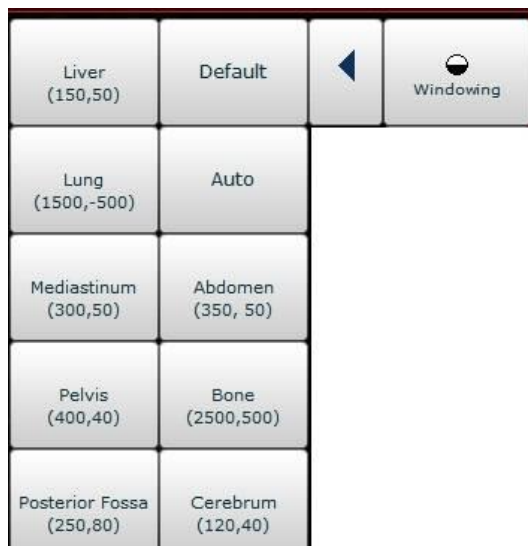 Liver
(150,50)
Default
Windowing
Lung
(1500,-500)
Auto
Mediastinum
(300,50)
Abdomen
(350, 50)
Pelvis
(400,40)
Bone
(2500,500)
Posterior Fossa
(250,80)
Cerebrum
(120,40)